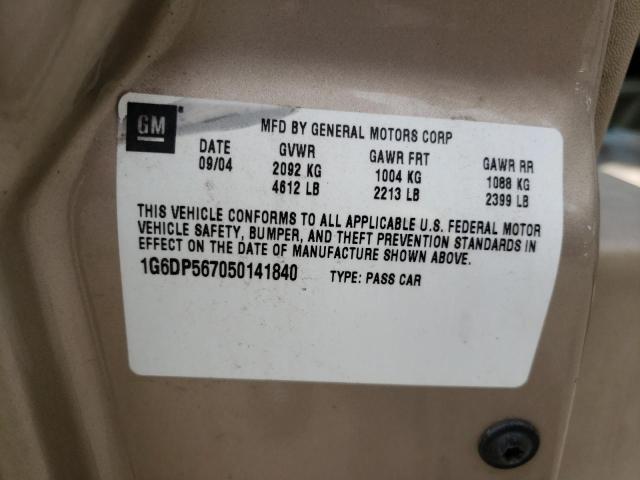 GM
MFD BY GENERAL MOTORS CORP
DATE GVWR GAWR FRT GAWR RR
09/04 2092 KG 1004 KG 1088 KG
4612 LB 2213 LB 2399 LB
THIS VEHICLE CONFORMS TO ALL APPLICABLE U.S. FEDERAL MOTOR
VEHICLE SAFETY, BUMPER, AND THEFT PREVENTION STANDARDS IN
EFFECT ON THE DATE OF MANUFACTURE SHOWN ABOVE.
1G6DP567050141840 TYPE: PASS CAR